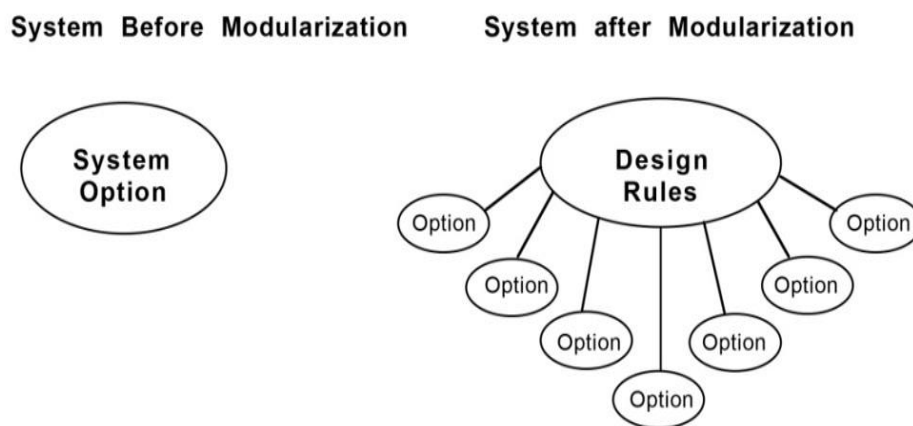 System Before Modularization
System after Modularization
System
Option
Design
Rules
Option
Option
Option
Option
Option
Option
Option